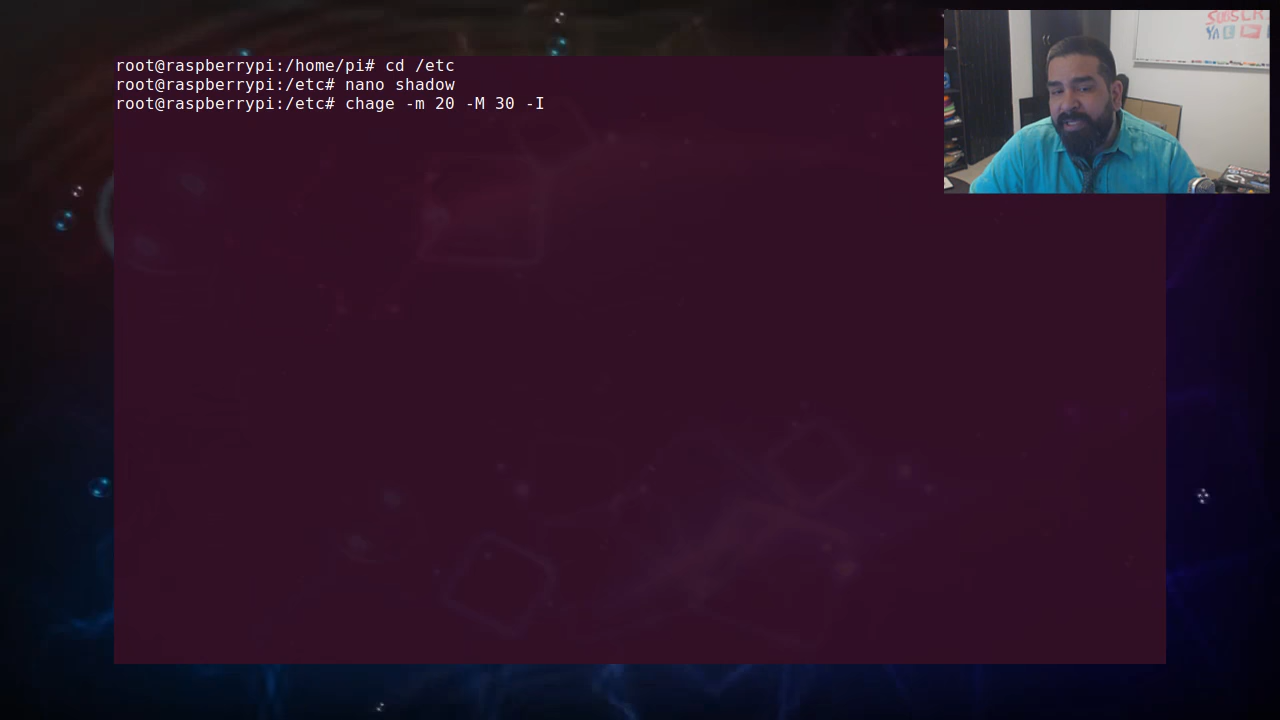 root@raspberrypi:/home/pi# cd /etc
root@raspberrypi:/etc# nano shadow
root@raspberrypi:/etc# chage -m 20 -M 30 -I